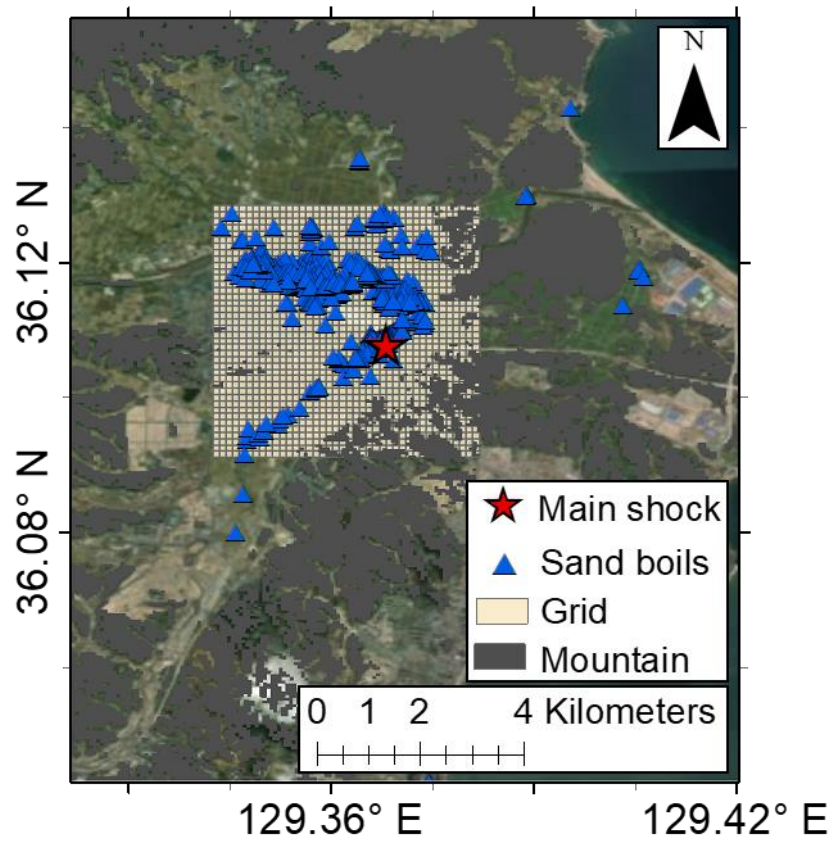 N
36.12° N
36.08° N
Main shock
Sand boils
Grid
Mountain
0 1 2 4 Kilometers
129.36° E 129.42° E